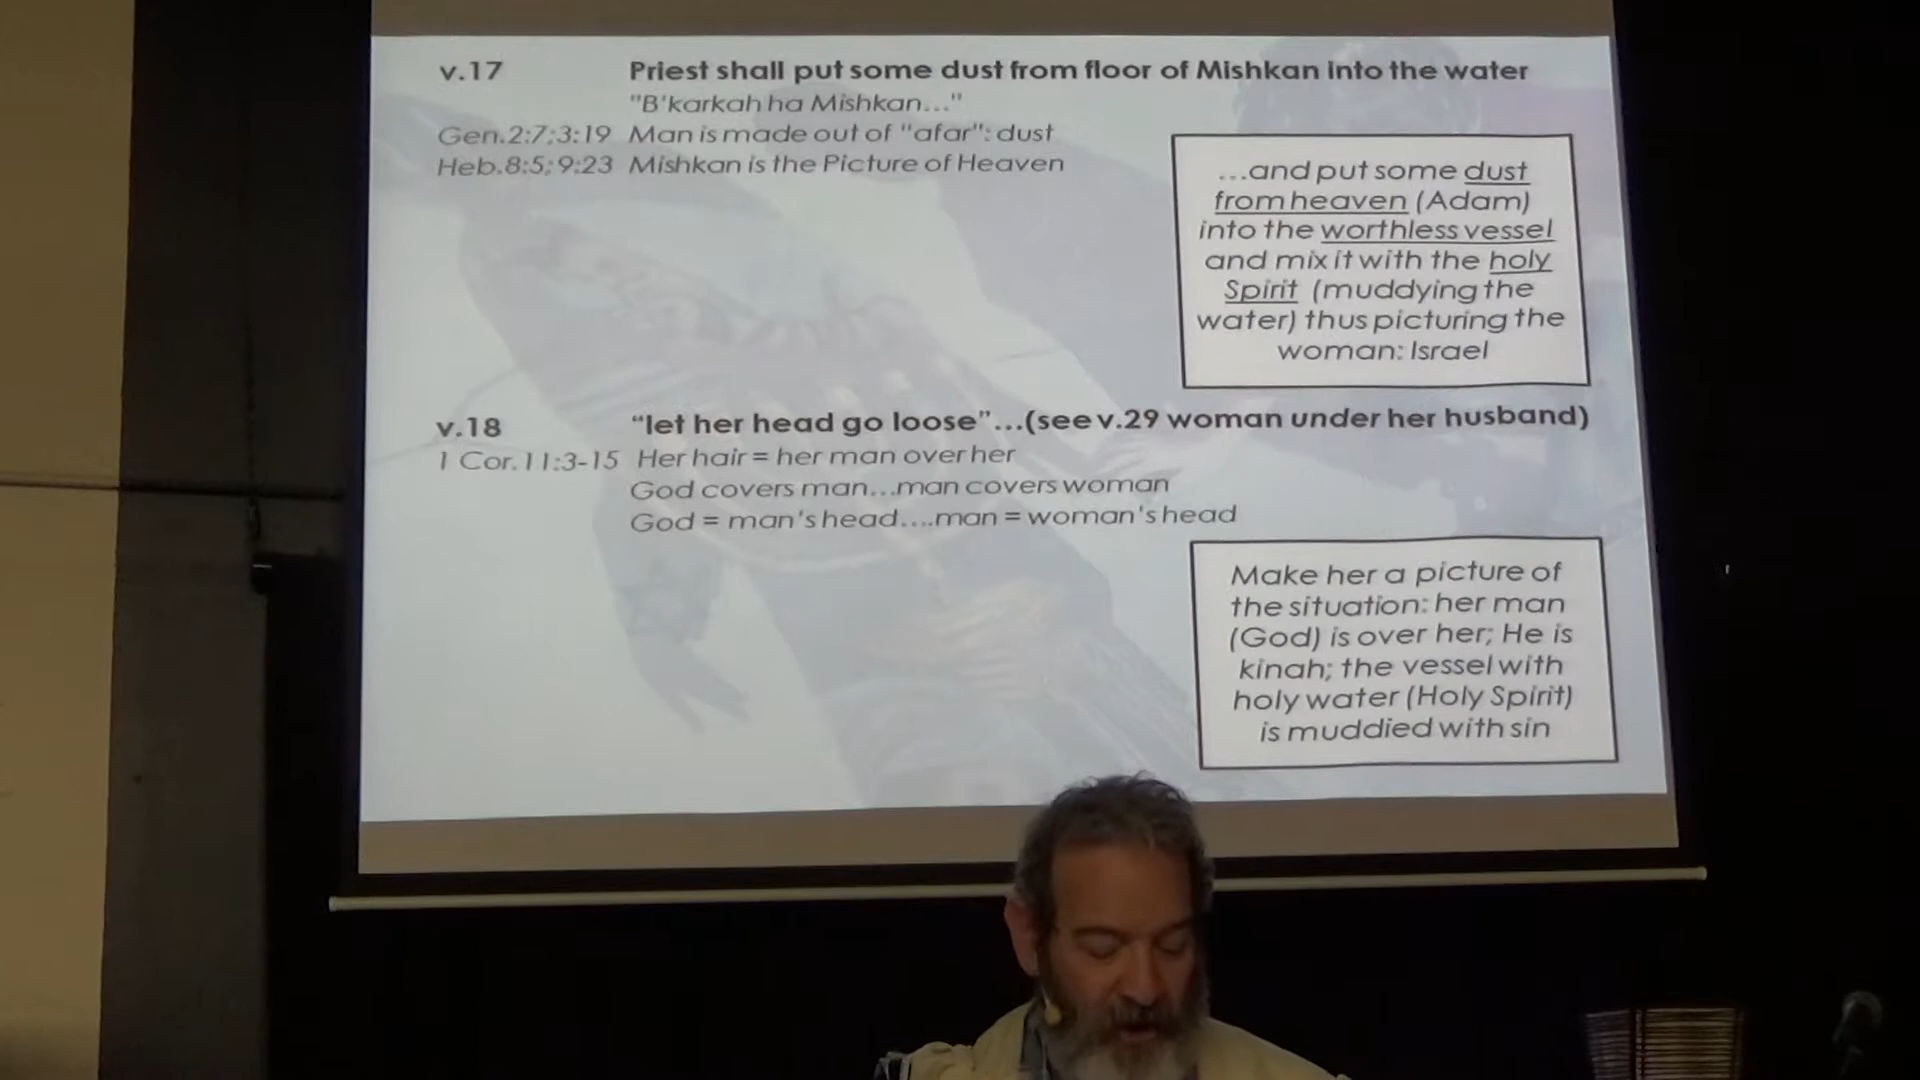 v.17 Priest shall put some dust from floor of Mishkan into the water
"B'karkah ha Mishkan..."
Gen.2:7;3:19 Man is made out of "afar": dust
Heb.8:5;9:23 Mishkan is the Picture of Heaven
...and put some dust
from heaven (Adam)
into the worthless vessel
and mix it with the holy
Spirit (muddying the
water) thus picturing the
woman: Israel
v.18 “let her head go loose”...(see v.29 woman under her husband)
1 Cor.11:3-15 Her hair = her man over her
God covers man...man covers woman
God = man's head....man = woman's head
Make her a picture of
the situation: her man
(God) is over her; He is
kinah; the vessel with
holy water (Holy Spirit)
is muddied with sin